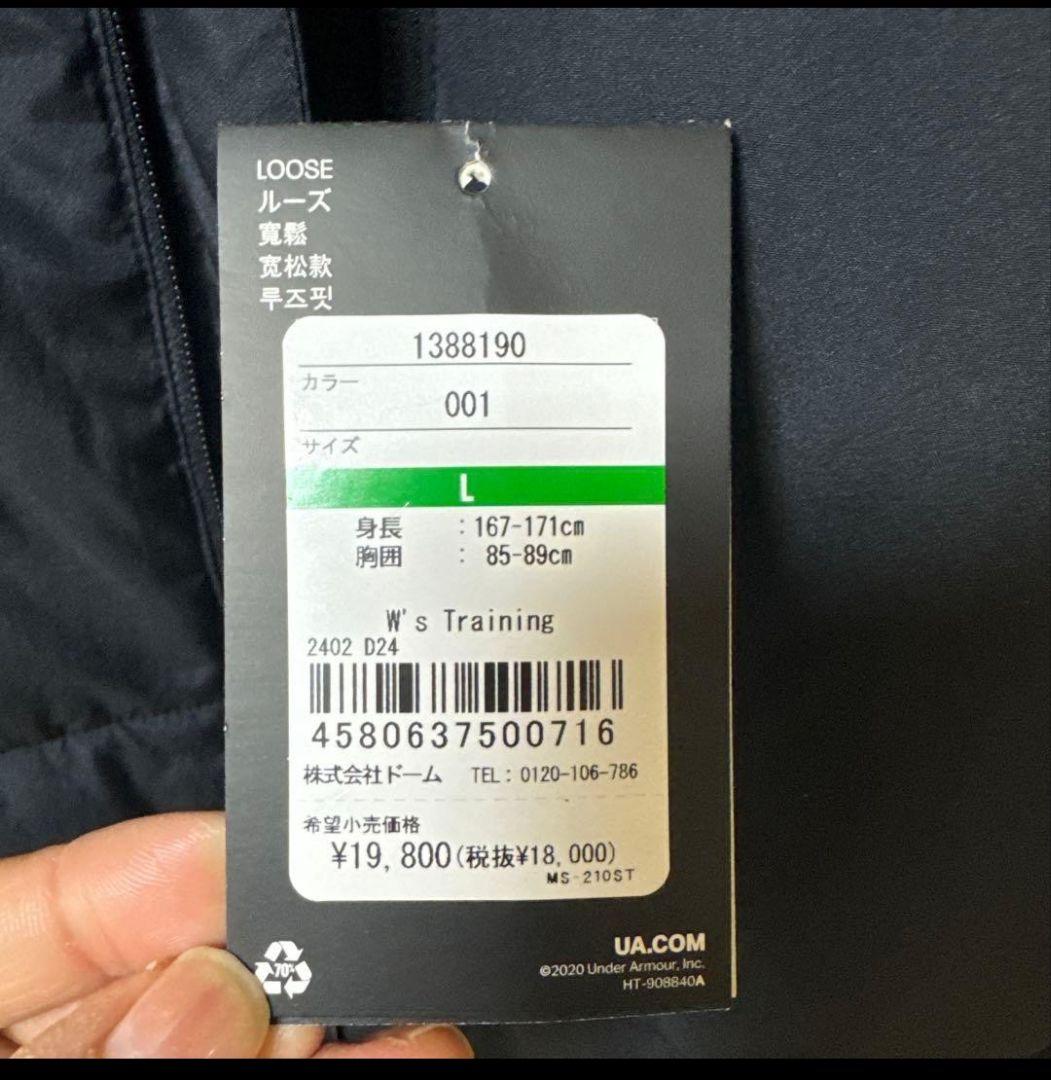 LOOSE
ルーズ
寬鬆
宽松款
루즈핏
1388190
カラー
001
サイズ
L
身長 : 167-171cm
胸囲 : 85-89cm
W's Training
2402 D24
4580637500716
株式会社ドーム TEL: 0120-106-786
希望小売価格
¥19,800(税抜¥18,000)
MS-210ST
70%
UA.COM
©2020 Under Armour, Inc.
HT-908840A